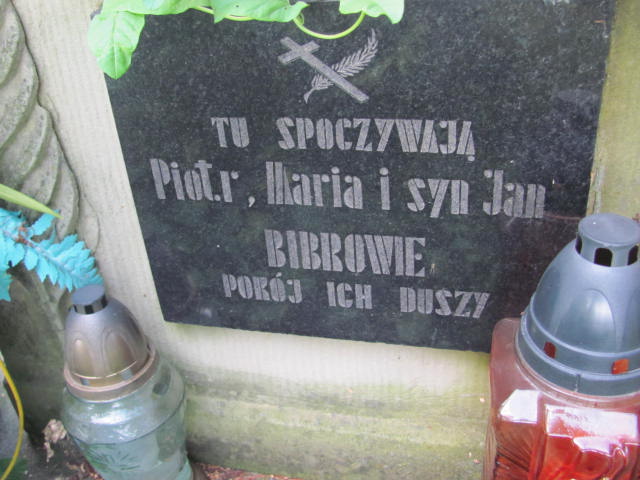 TU SPOCZYWAJĄ
Piotr, Maria i syn Jan
BIBROWIE
POKÓJ ICH DUSZY